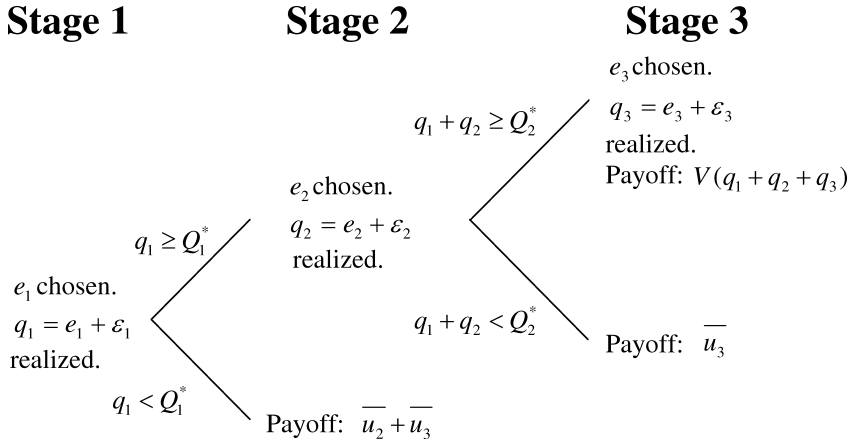 Stage 1
Stage 2
Stage 3
e₃ chosen.
q₃ = e₃ + ε₃
realized.
Payoff: V(q₁ + q₂ + q₃)
q₁ + q₂ ≥ Q₂*
e₂ chosen.
q₂ = e₂ + ε₂
realized.
q₁ ≥ Q₁*
e₁ chosen.
q₁ = e₁ + ε₁
realized.
q₁ + q₂ < Q₂*
Payoff: u̅₃
q₁ < Q₁*
Payoff: u̅₂ + u̅₃